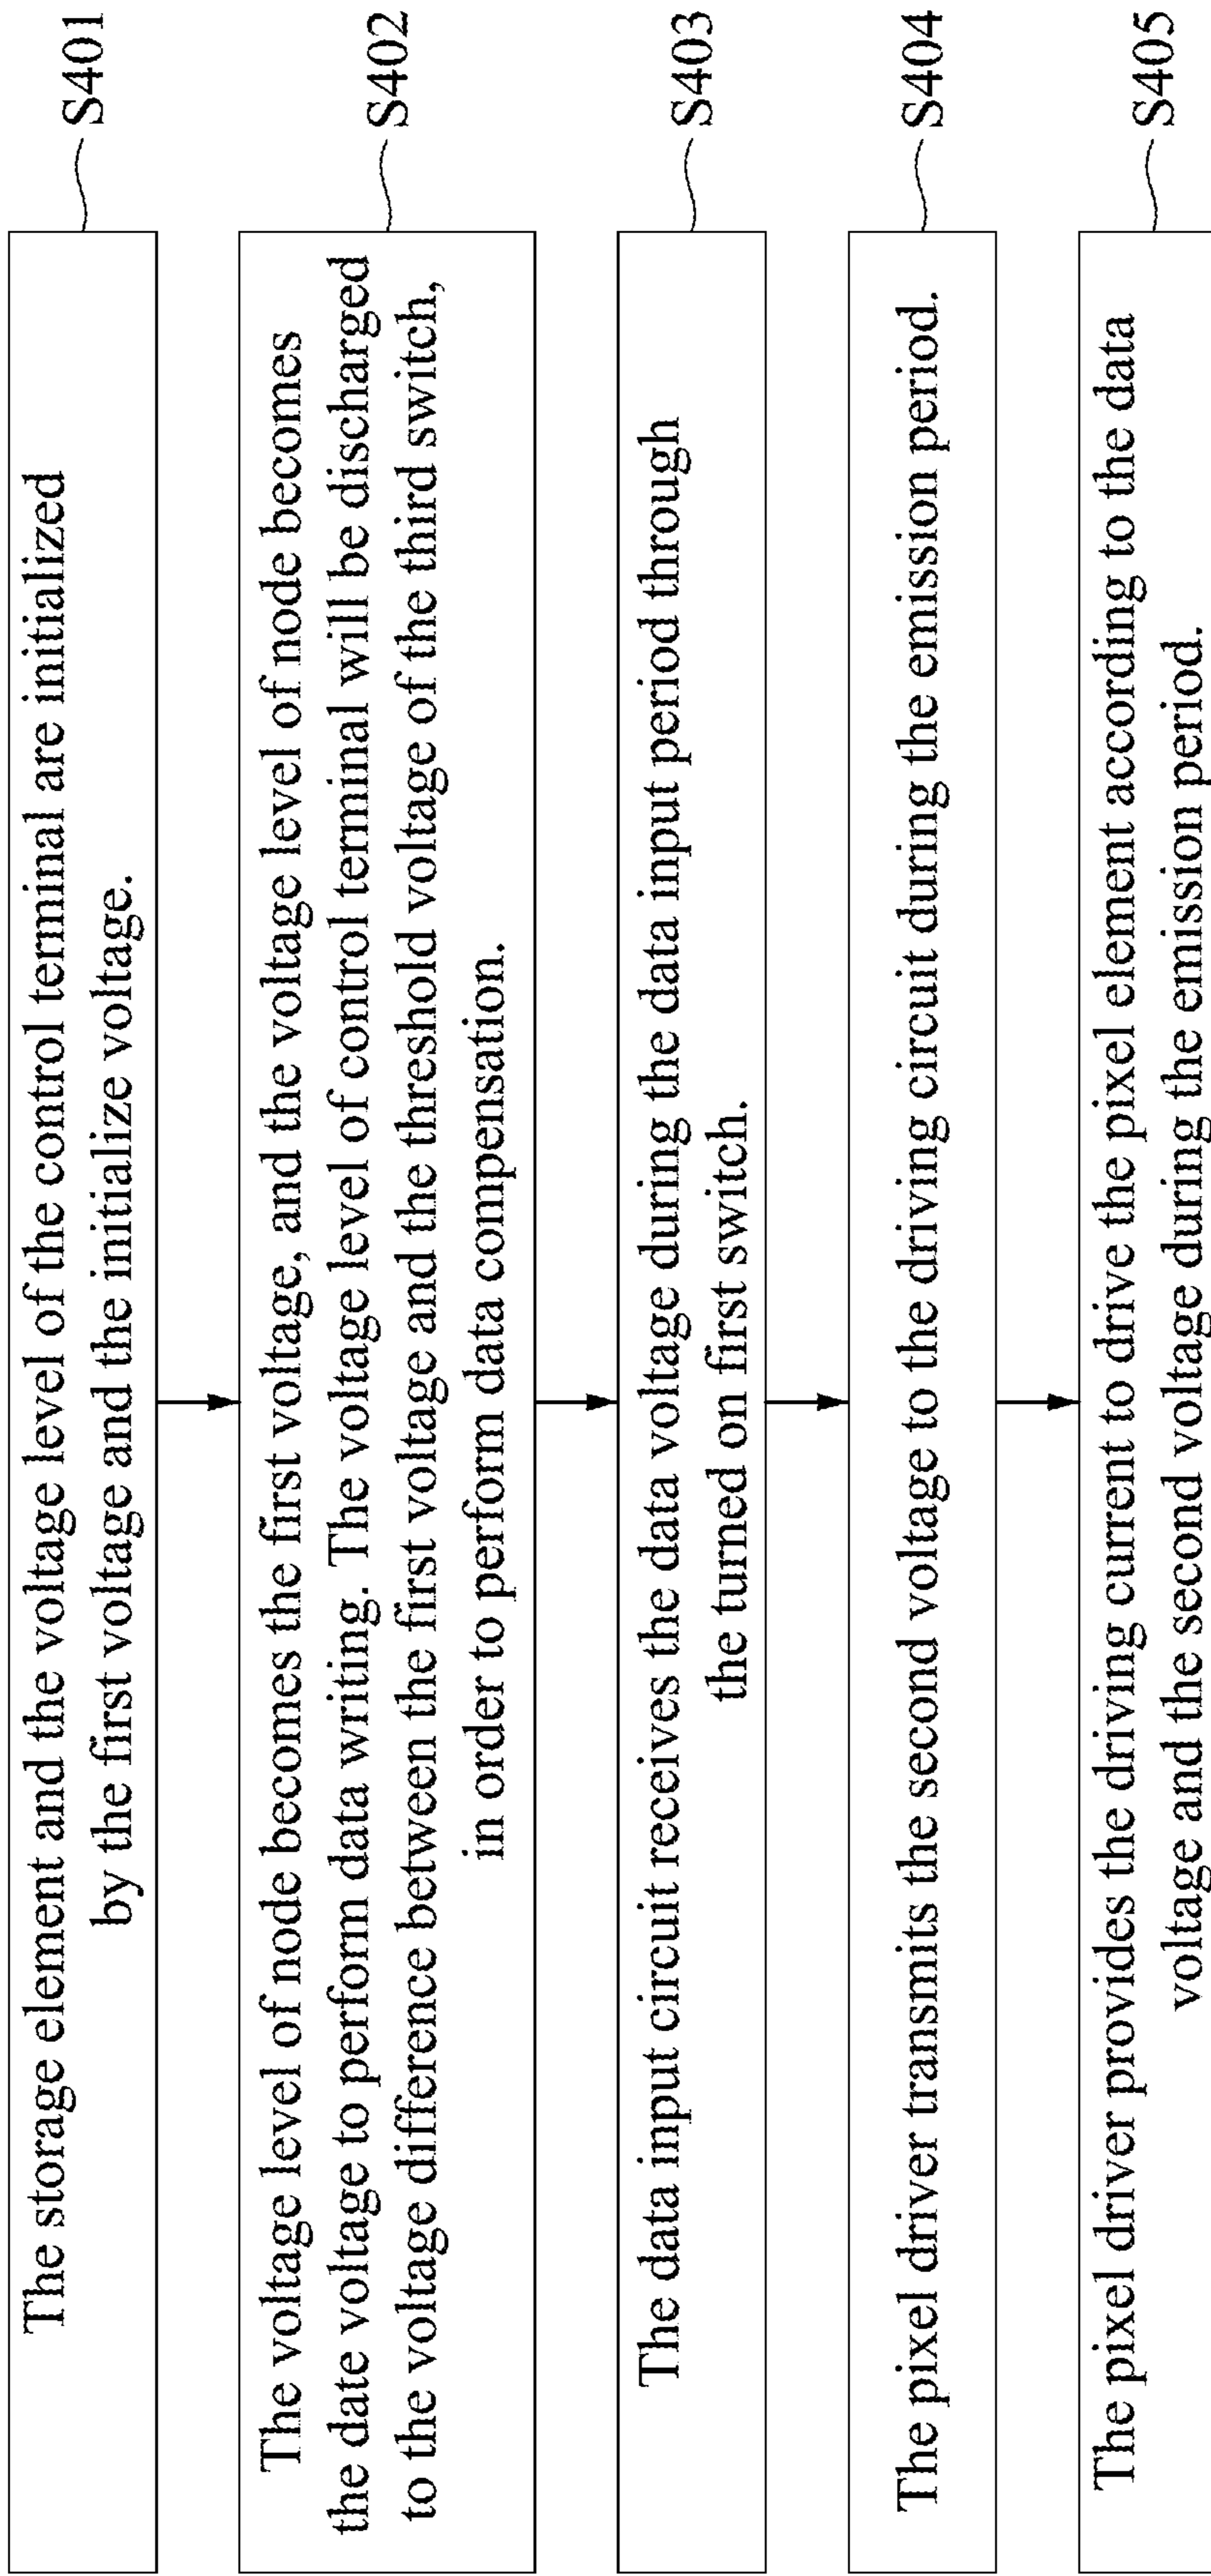 The storage element and the voltage level of the control terminal are initialized
by the first voltage and the initialize voltage.
S401
The voltage level of node becomes the first voltage, and the voltage level of node becomes
the date voltage to perform data writing. The voltage level of control terminal will be discharged
to the voltage difference between the first voltage and the threshold voltage of the third switch,
in order to perform data compensation.
S402
The data input circuit receives the data voltage during the data input period through
the turned on first switch.
S403
The pixel driver transmits the second voltage to the driving circuit during the emission period.
S404
The pixel driver provides the driving current to drive the pixel element according to the data
voltage and the second voltage during the emission period.
S405